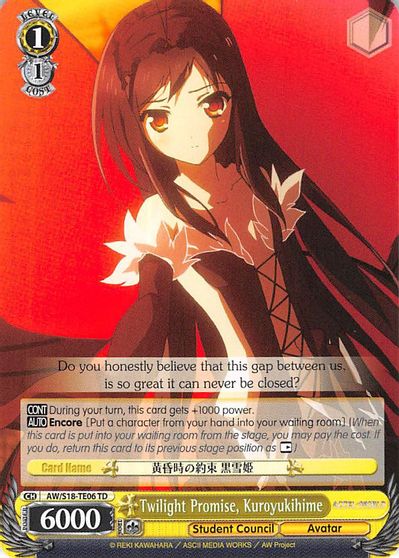 LEVEL
1
1
COST
Do you honestly believe that this gap between us.
is so great it can never be closed?
CONT During your turn, this card gets +1000 power.
AUTO Encore [Put a character from your hand into your waiting room] (When
this card is put into your waiting room from the stage, you may pay the cost. If
you do, return this card to its previous position as
Card Name
黄昏時の約束 黒雪姫
CH AW/S18-TE06 TD
Twilight Promise, Kuroyukihime
POWER
6000
Student Council
Avatar
© REKI KAWAHARA / ASCII MEDIA WORKS / AW Project